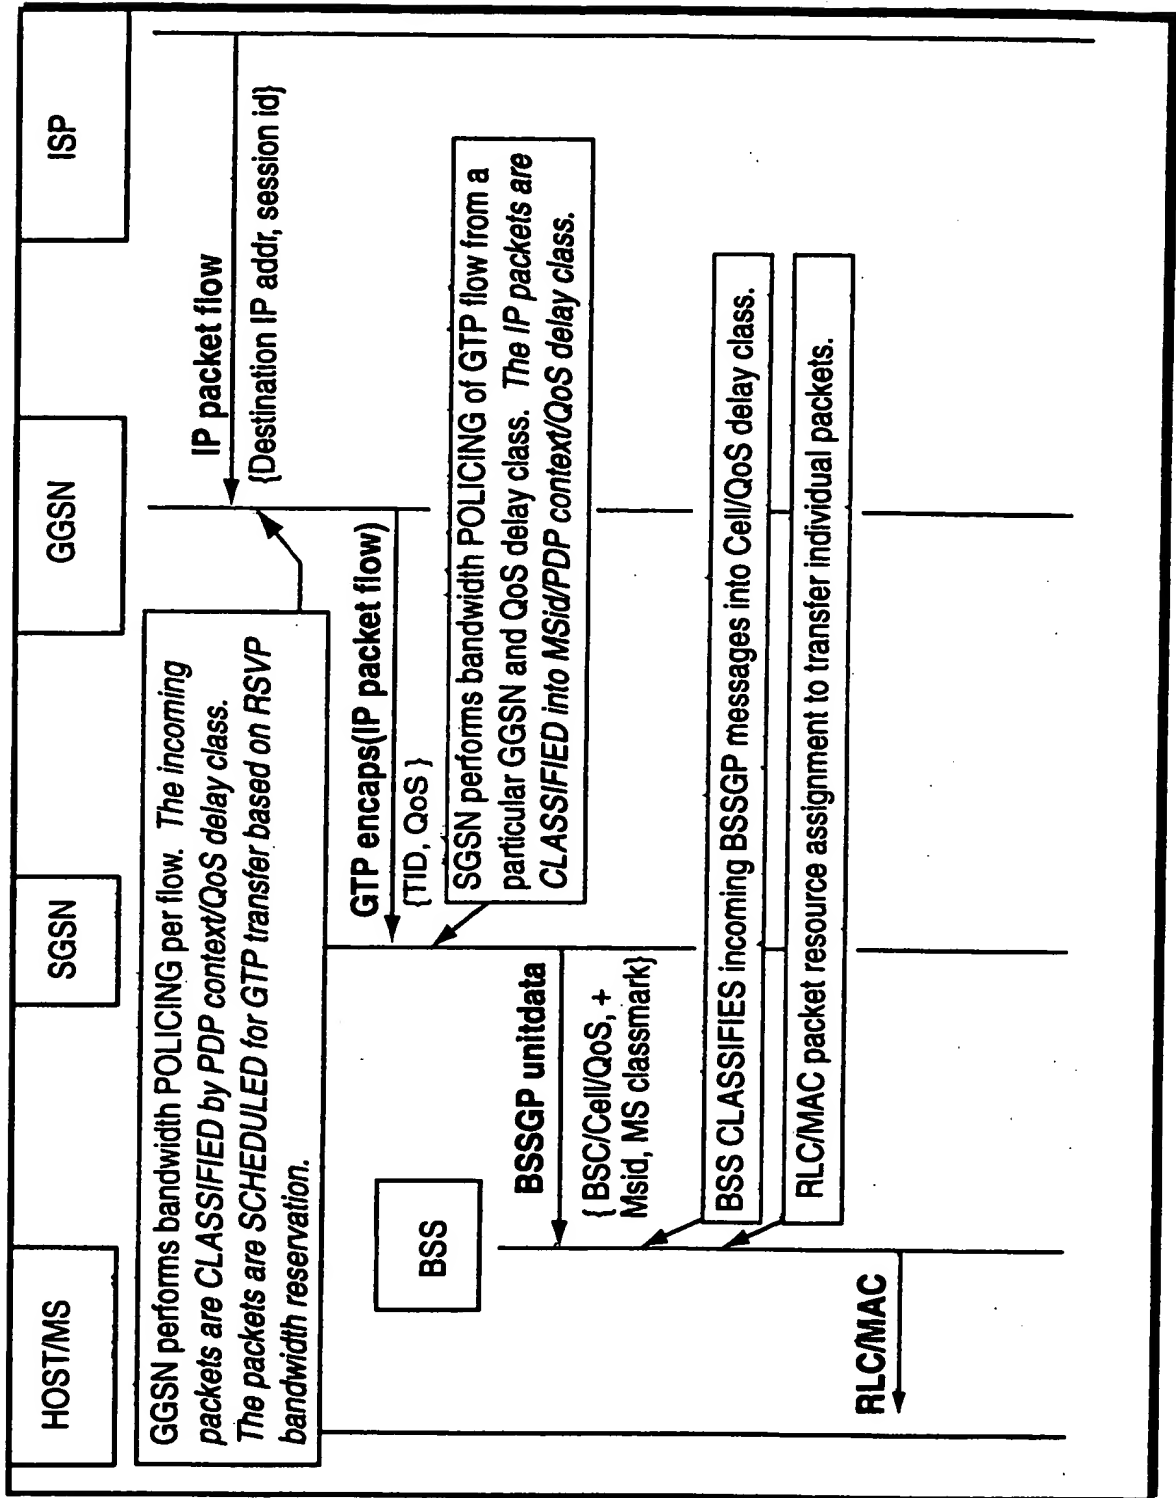 HOST/MS
SGSN
GGSN
ISP
GGSN performs bandwidth POLICING per flow. The incoming
packets are CLASSIFIED by PDP context/QoS delay class.
The packets are SCHEDULED for GTP transfer based on RSVP
bandwidth reservation.
IP packet flow
{Destination IP addr, session id}
GTP encaps(IP packet flow)
{TID, QoS }
SGSN performs bandwidth POLICING of GTP flow from a
particular GGSN and QoS delay class. The IP packets are
CLASSIFIED into MSid/PDP context/QoS delay class.
BSS
BSSGP unitdata
{ BSC/Cell/QoS, +
Msid, MS classmark}
BSS CLASSIFIES incoming BSSGP messages into Cell/QoS delay class.
RLC/MAC packet resource assignment to transfer individual packets.
RLC/MAC